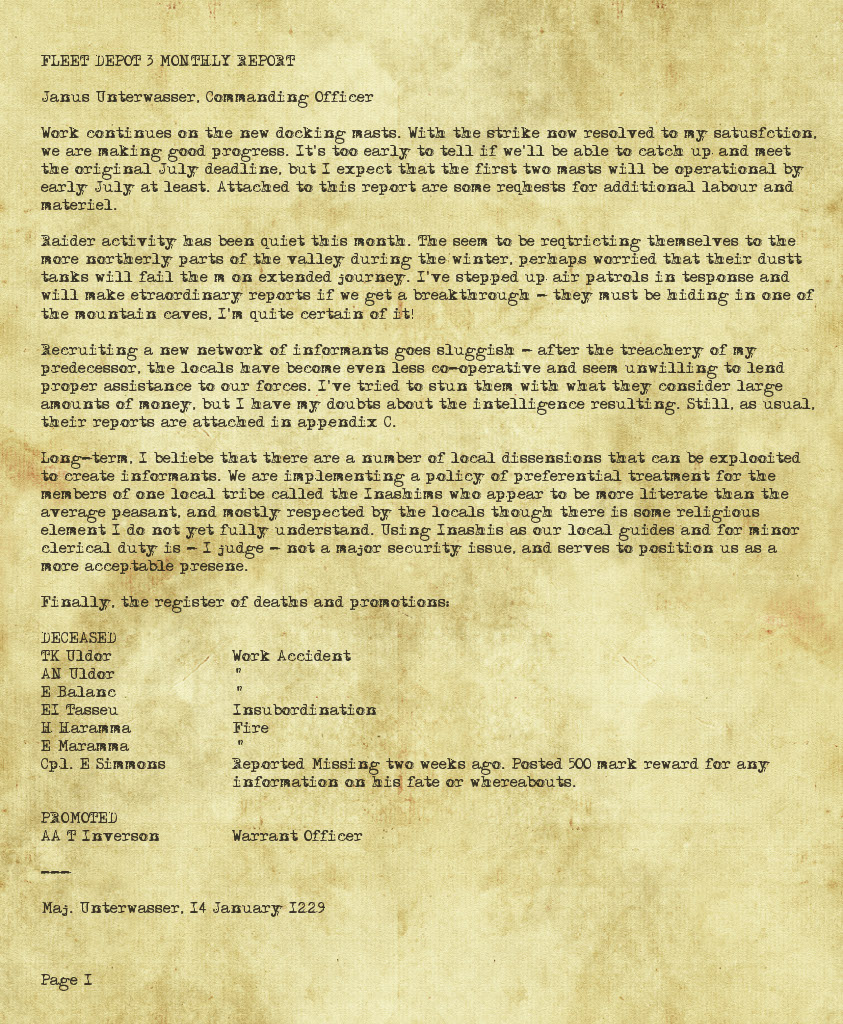 FLEET DEPOT 3 MONTHLY REPORT
Janus Unterwasser, Commanding Officer
Work continues on the new docking masts. With the strike now resolved to my satusfction,
we are making good progress. It's too early to tell if we'll be able to catch up and meet
the original July deadline, but I expect that the first two masts will be operational by
early July at least. Attached to this report are some reqhests for additional labour and
materiel.
Raider activity has been quiet this month. The seem to be reqtricting themselves to the
more northerly parts of the valley during the winter, perhaps worried that their dustt
tanks will fail the m on extended journey. I've stepped up air patrols in tesponse and
will make etraordinary reports if we get a breakthrough - they must be hiding in one of
the mountain caves, I'm quite certain of it!
Recruiting a new network of informants goes sluggish - after the treachery of my
predecessor, the locals have become even less co-operative and seem unwilling to lend
proper assistance to our forces. I've tried to stun them with what they consider large
amounts of money, but I have my doubts about the intelligence resulting. Still, as usual,
their reports are attached in appendix C.
Long-term, I beliebe that there are a number of local dissensions that can be explooited
to create informants. We are implementing a policy of preferential treatment for the
members of one local tribe called the Inashims who appear to be more literate than the
average peasant, and mostly respected by the locals though there is some religious
element I do not yet fully understand. Using Inashis as our local guides and for minor
clerical duty is - I judge - not a major security issue, and serves to position us as a
more acceptable presene.
Finally, the register of deaths and promotions:
DECEASED
TK Uldor Work Accident
AN Uldor "
E Balanc "
EI Tasseu Insubordination
H Haramma Fire
E Maramma "
Cpl. E Simmons Reported Missing two weeks ago. Posted 500 mark reward for any
information on his fate or whereabouts.
PROMOTED
AA T Inverson Warrant Officer
---
Maj. Unterwasser, 14 January 1229
Page 1